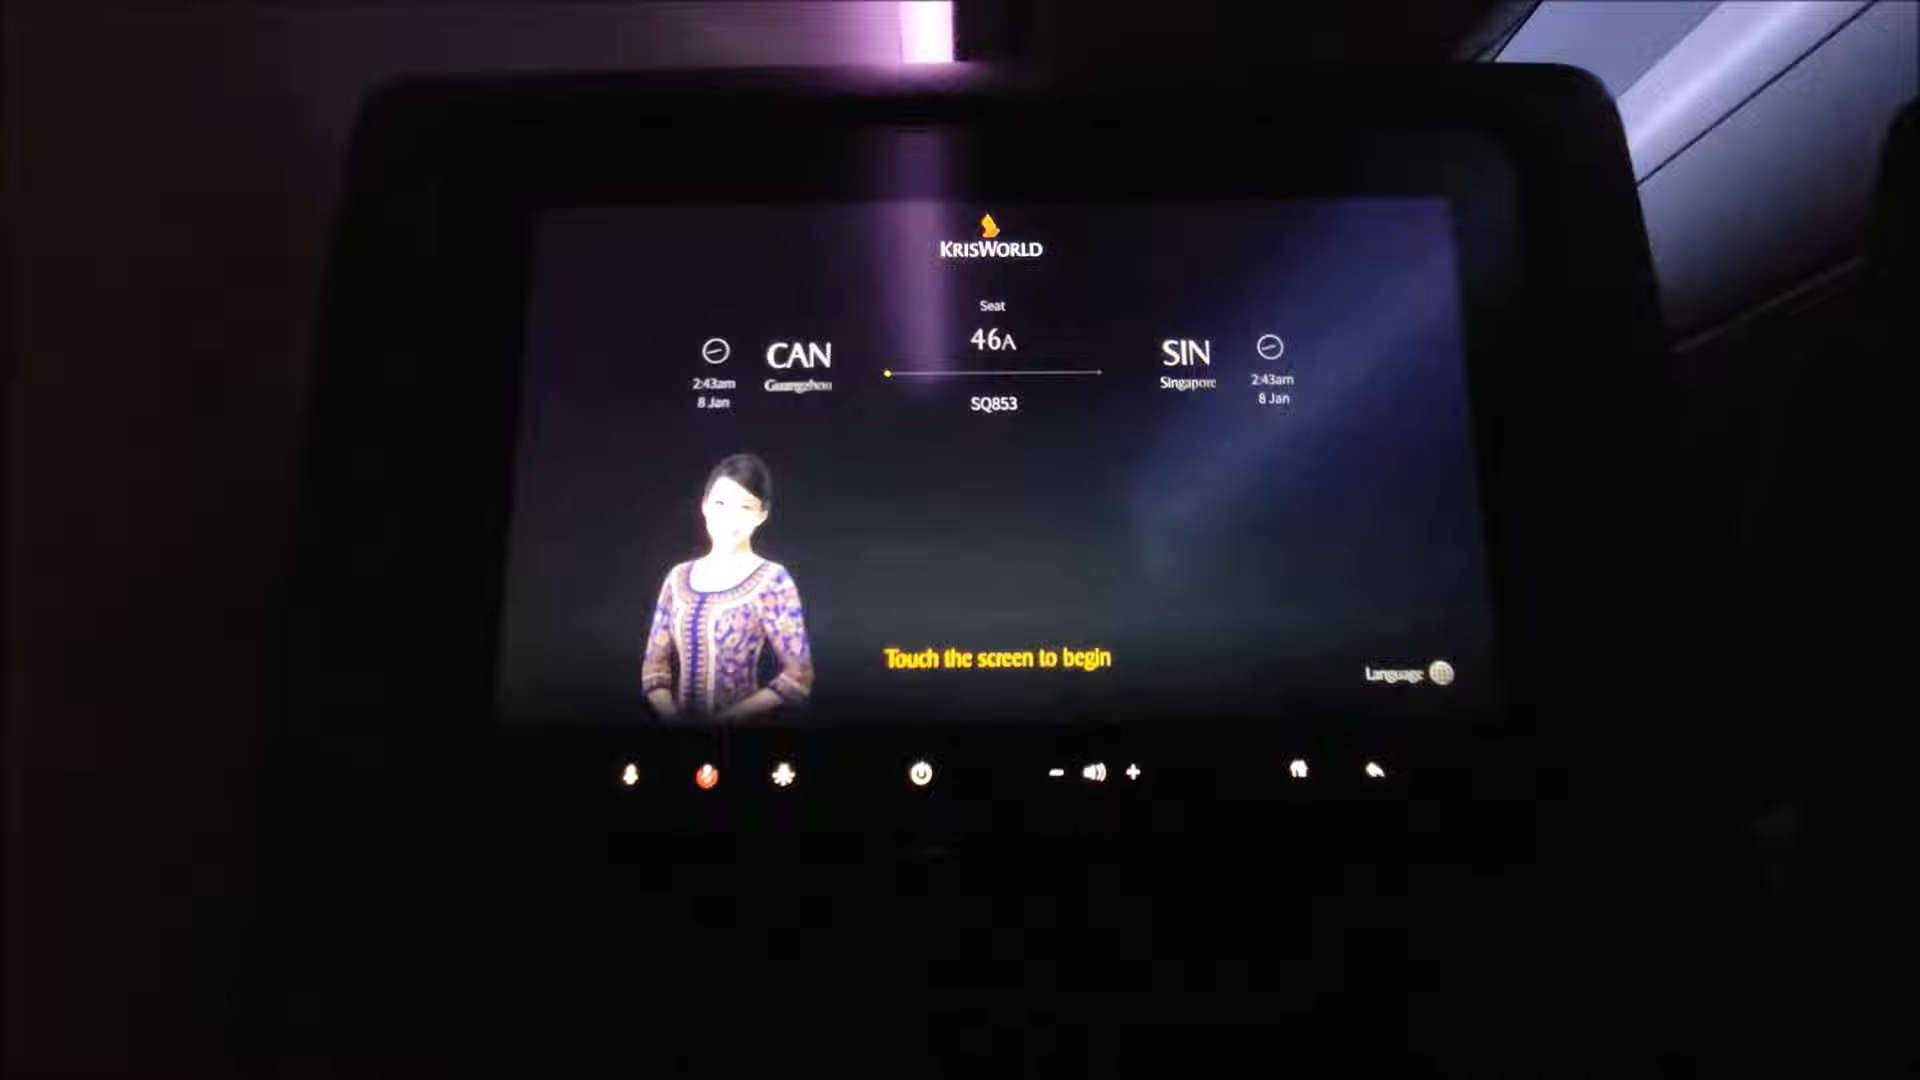 KRISWORLD
Seat
46A
CAN
Guangzhou
2:43am
8 Jan
SIN
Singapore
2:43am
8 Jan
SQ853
Touch the screen to begin
Language